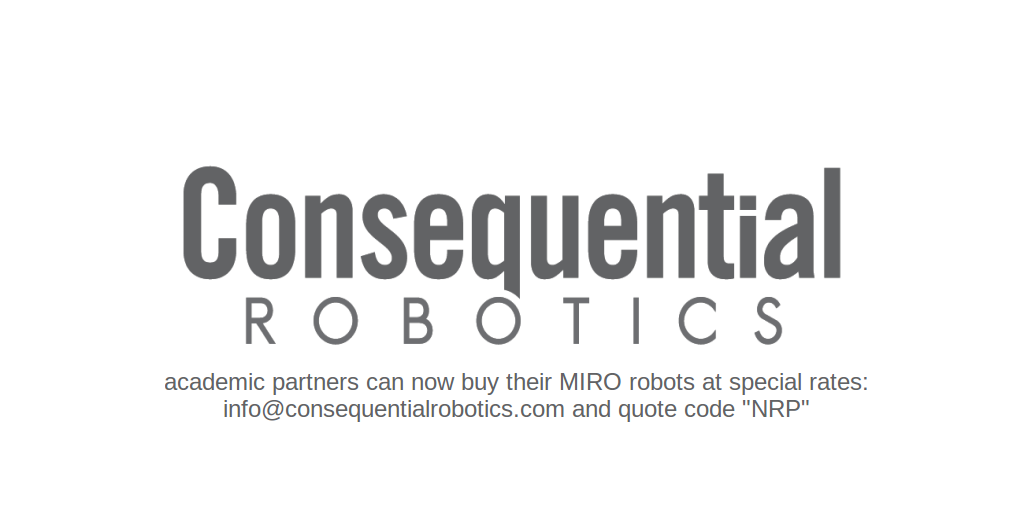 Consequential
ROBOTICS
academic partners can now buy their MIRO robots at special rates:
info@consequentialrobotics.com and quote code "NRP"